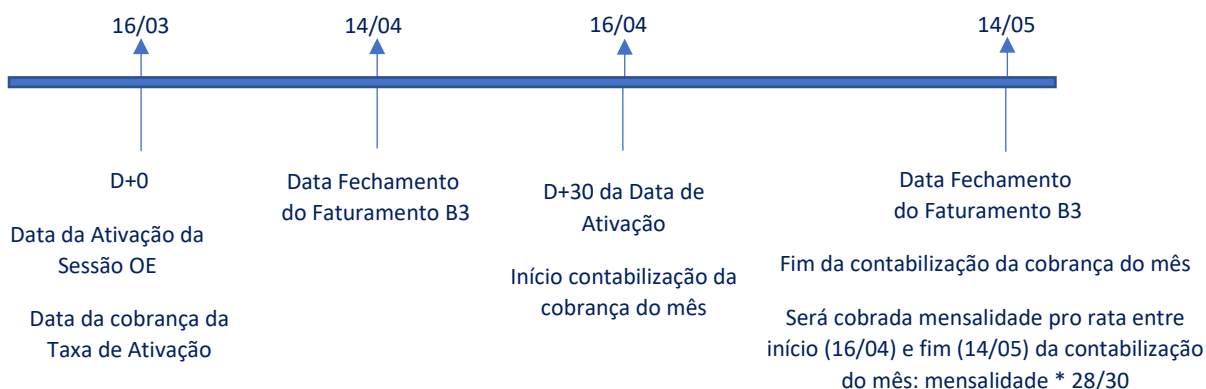 16/03
14/04
16/04
14/05
D+0
Data da Ativação da
Sessão OE
Data da cobrança da
Taxa de Ativação
Data Fechamento
do Faturamento B3
D+30 da Data de
Ativação
Início contabilização da
cobrança do mês
Data Fechamento
do Faturamento B3
Fim da contabilização da cobrança do mês
Será cobrada mensalidade pro rata entre
início (16/04) e fim (14/05) da contabilização
do mês: mensalidade * 28/30